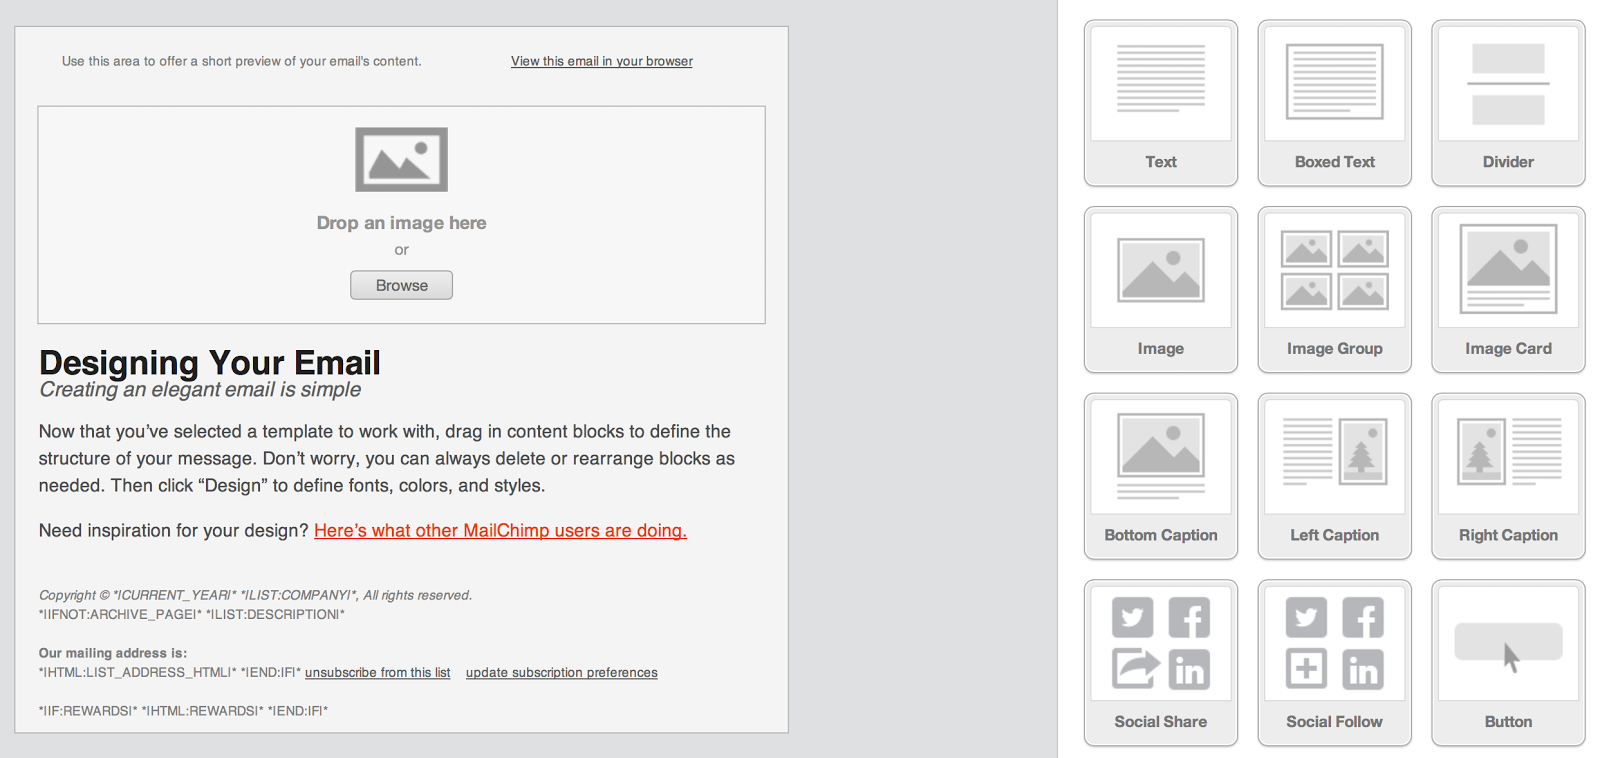 Use this area to offer a short preview of your email's content.
View this email in your browser
Drop an image here
or
Browse
Designing Your Email
Creating an elegant email is simple
Now that you’ve selected a template to work with, drag in content blocks to define the
structure of your message. Don’t worry, you can always delete or rearrange blocks as
needed. Then click “Design” to define fonts, colors, and styles.
Need inspiration for your design? Here’s what other MailChimp users are doing.
Copyright © *|CURRENT_YEAR|* *|LIST:COMPANY|*, All rights reserved.
*|IFNOT:ARCHIVE_PAGE|* *|LIST:DESCRIPTION|*
Our mailing address is:
*|HTML:LIST_ADDRESS_HTML|* *|END:IF|* unsubscribe from this list update subscription preferences
*|IF:REWARDS|* *|HTML:REWARDS|* *|END:IF|*
Text
Boxed Text
Divider
Image
Image Group
Image Card
Bottom Caption
Left Caption
Right Caption
Social Share
Social Follow
Button